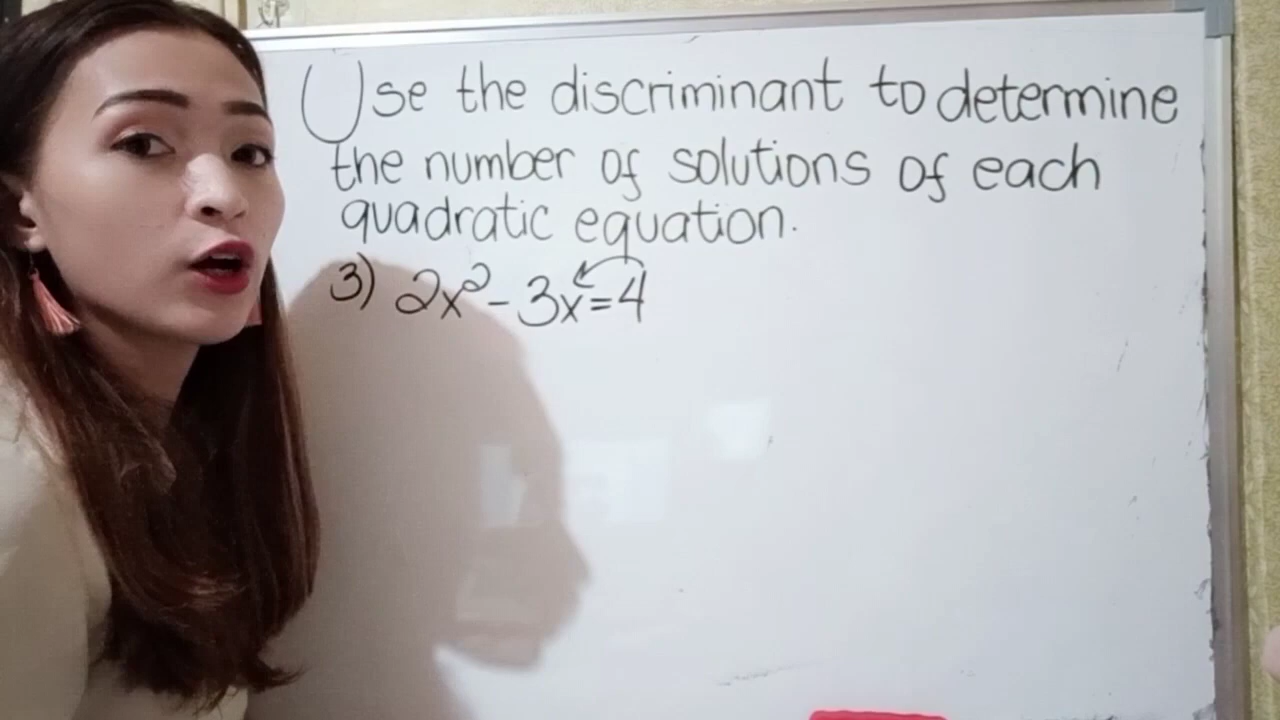 Use the discriminant to determine
the number of solutions of each
quadratic equation.
3) 2x² - 3x = 4